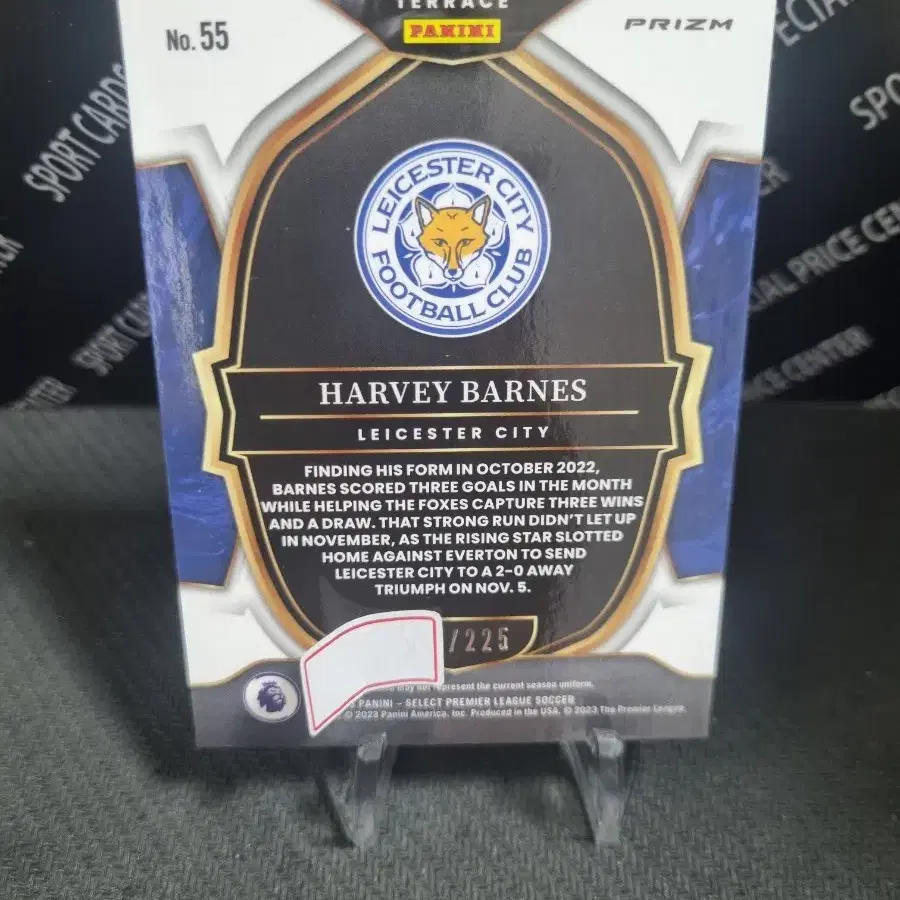 TERRACE
No. 55
PANINI
PRIZM
LEICESTER CITY
FOOTBALL CLUB
HARVEY BARNES
LEICESTER CITY
FINDING HIS FORM IN OCTOBER 2022,
BARNES SCORED THREE GOALS IN THE MONTH
WHILE HELPING THE FOXES CAPTURE THREE WINS
AND A DRAW. THAT STRONG RUN DIDN'T LET UP
IN NOVEMBER, AS THE RISING STAR SLOTTED
HOME AGAINST EVERTON TO SEND
LEICESTER CITY TO A 2-0 AWAY
TRIUMPH ON NOV. 5.
/225
may not represent the current season uniform.
PANINI – SELECT PREMIER LEAGUE SOCCER
© 2023 Panini America, Inc. Produced in the USA. © 2023 The Premier League.
SPORT CARDS
SPORT
PRICE CENTER
PRICE CENTER